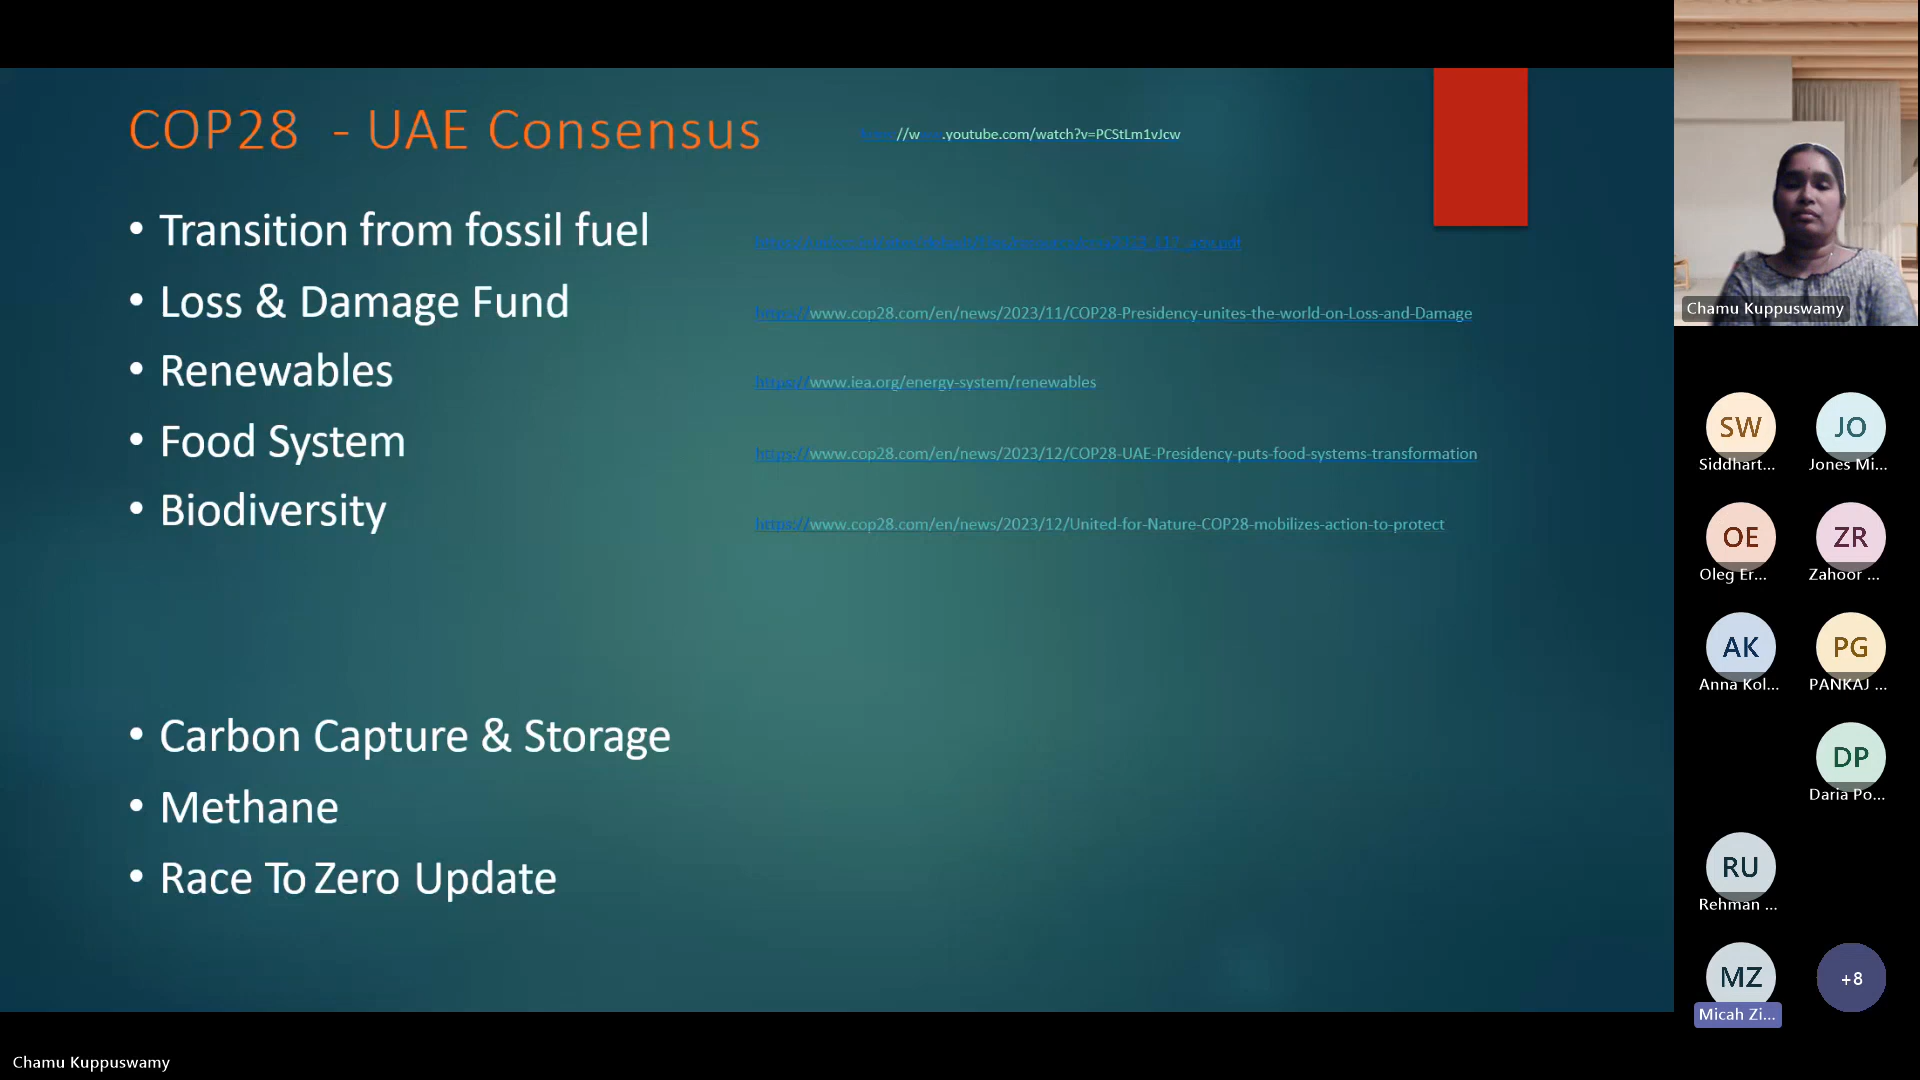 COP28 - UAE Consensus
//w .youtube.com/watch?v=PCStLm1vJcw
• Transition from fossil fuel
• Loss & Damage Fund
https://www.cop28.com/en/news/2023/11/COP28-Presidency-unites-the-world-on-Loss-and-Damage
• Renewables
https://www.iea.org/energy-system/renewables
• Food System
https://www.cop28.com/en/news/2023/12/COP28-UAE-Presidency-puts-food-systems-transformation
• Biodiversity
https://www.cop28.com/en/news/2023/12/United-for-Nature-COP28-mobilizes-action-to-protect
• Carbon Capture & Storage
• Methane
• Race To Zero Update
Chamu Kuppuswamy
SW
Siddhart...
JO
Jones Mi...
OE
Oleg Er...
ZR
Zahoor ...
AK
Anna Kol...
PG
PANKAJ ...
DP
Daria Po...
RU
Rehman ...
MZ
Micah Zi...
+8
Chamu Kuppuswamy